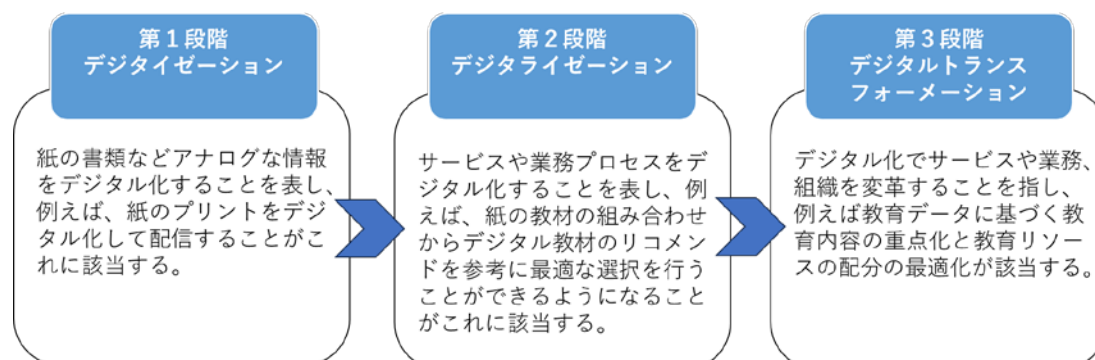 第１段階
デジタイゼーション
紙の書類などアナログな情報
をデジタル化することを表し、
例えば、紙のプリントをデジ
タル化して配信することがこ
れに該当する。
第２段階
デジタライゼーション
サービスや業務プロセスをデ
ジタル化することを表し、例
えば、紙の教材の組み合わせ
からデジタル教材のリコメン
ドを参考に最適な選択を行う
ことができるようになること
がこれに該当する。
第３段階
デジタルトランス
フォーメーション
デジタル化でサービスや業務、
組織を変革することを指し、
例えば教育データに基づく教
育内容の重点化と教育リソー
スの配分の最適化が該当する。